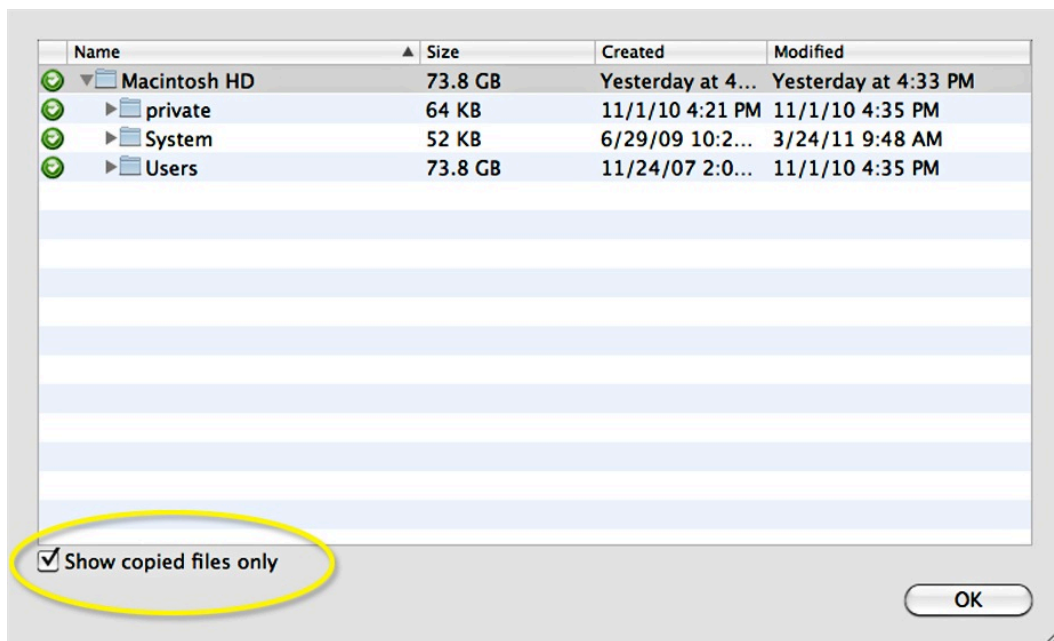 Name Size Created Modified
Macintosh HD 73.8 GB Yesterday at 4... Yesterday at 4:33 PM
private 64 KB 11/1/10 4:21 PM 11/1/10 4:35 PM
System 52 KB 6/29/09 10:2... 3/24/11 9:48 AM
Users 73.8 GB 11/24/07 2:0... 11/1/10 4:35 PM
Show copied files only
OK